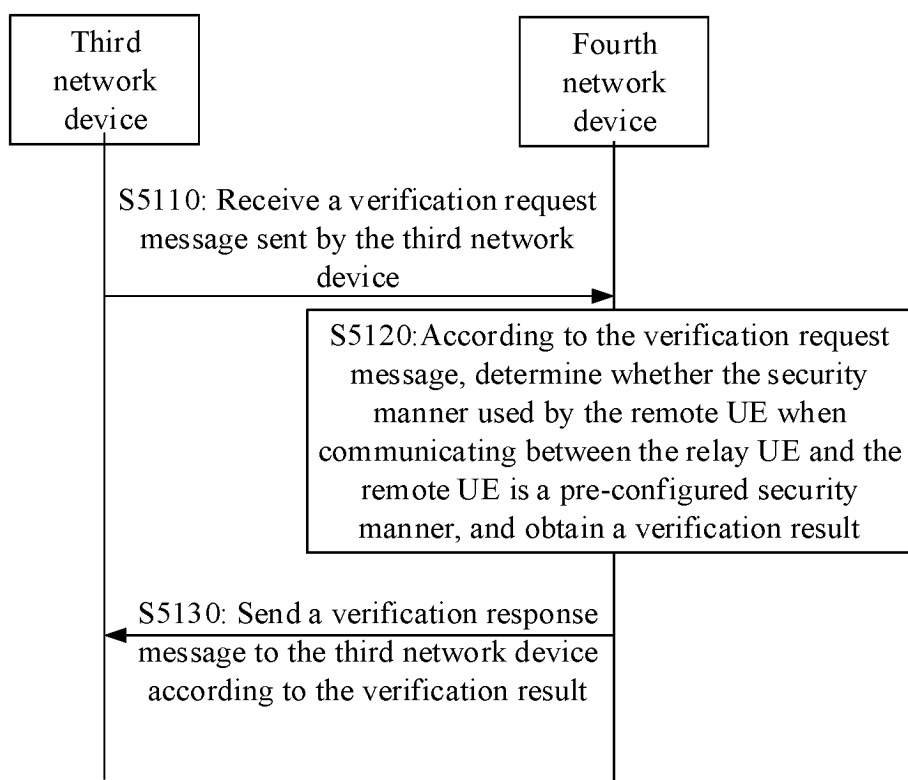 Third
network
device
Fourth
network
device
S5110: Receive a verification request
message sent by the third network
device
S5120:According to the verification request
message, determine whether the security
manner used by the remote UE when
communicating between the relay UE and the
remote UE is a pre-configured security
manner, and obtain a verification result
S5130: Send a verification response
message to the third network device
according to the verification result